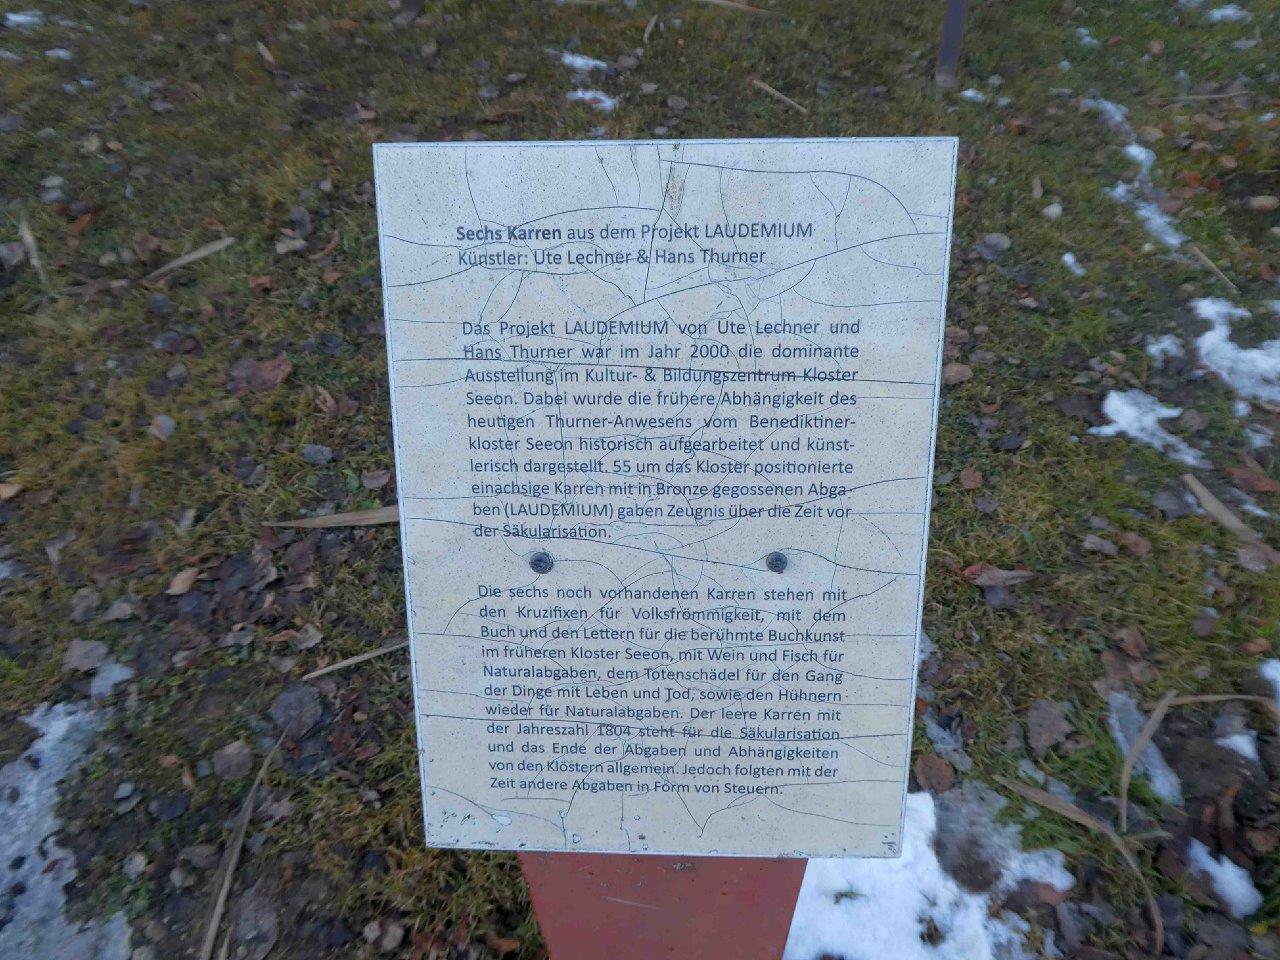 Sechs Karren aus dem Projekt LAUDEMIUM
Künstler: Ute Lechner & Hans Thurner
Das Projekt LAUDEMIUM von Ute Lechner und
Hans Thurner war im Jahr 2000 die dominante
Ausstellung im Kultur- & Bildungszentrum Kloster
Seeon. Dabei wurde die frühere Abhängigkeit des
heutigen Thurner-Anwesens vom Benediktiner-
kloster Seeon historisch aufgearbeitet und künst-
lerisch dargestellt. 55 um das Kloster positionierte
einachsige Karren mit in Bronze gegossenen Abga-
ben (LAUDEMIUM) gaben Zeugnis über die Zeit vor
der Säkularisation.
Die sechs noch vorhandenen Karren stehen mit
den Kruzifixen für Volksfrömmigkeit, mit dem
Buch und den Lettern für die berühmte Buchkunst
im früheren Kloster Seeon, mit Wein und Fisch für
Naturalabgaben, dem Totenschädel für den Gang
der Dinge mit Leben und Tod, sowie den Hühnern
wieder für Naturalabgaben. Der leere Karren mit
der Jahreszahl 1804 steht für die Säkularisation
und das Ende der Abgaben und Abhängigkeiten
von den Klöstern allgemein. Jedoch folgten mit der
Zeit andere Abgaben in Form von Steuern.